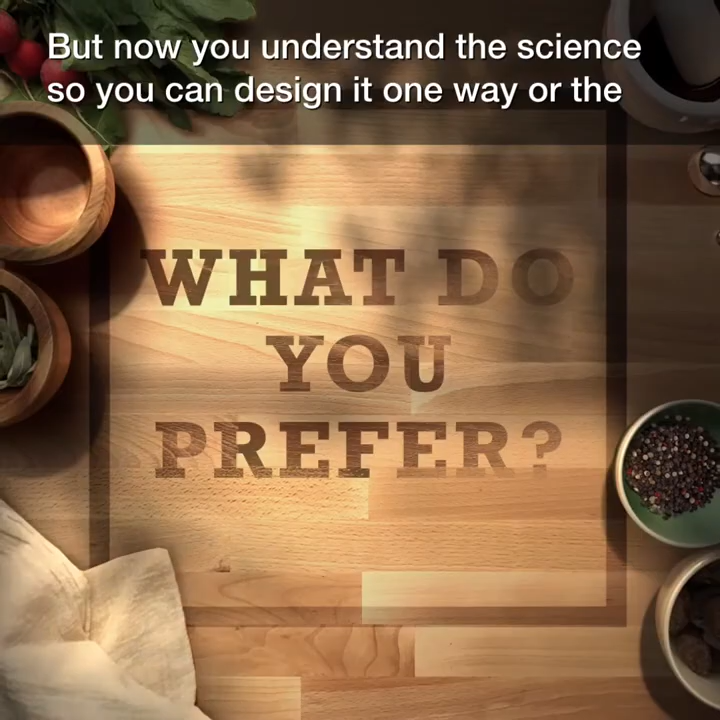 But now you understand the science
so you can design it one way or the
WHAT DO
YOU
PREFER?